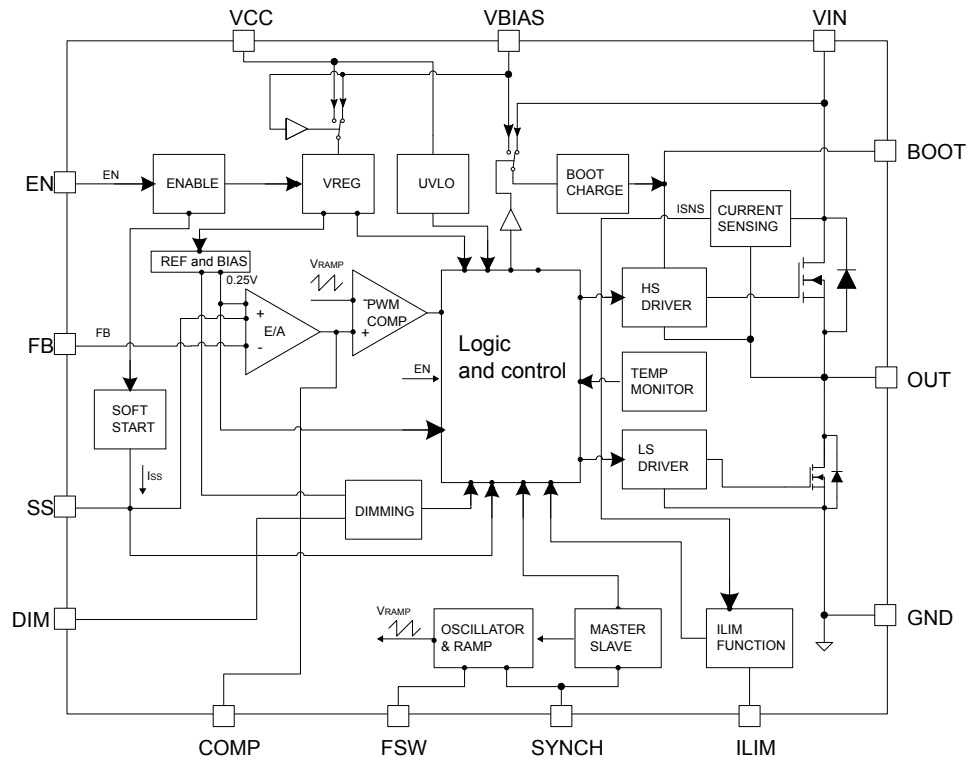 VCC
VBIAS
VIN
BOOT
EN
EN
ENABLE
VREG
UVLO
BOOT
CHARGE
ISNS
CURRENT
SENSING
REF and BIAS
0.25V
VRAMP
PWM
COMP
-
+
HS
DRIVER
FB
FB
+
-
E/A
Logic
and control
EN
TEMP
MONITOR
OUT
SOFT
START
LS
DRIVER
ISS
SS
DIMMING
DIM
VRAMP
OSCILLATOR
& RAMP
MASTER
SLAVE
ILIM
FUNCTION
GND
COMP
FSW
SYNCH
ILIM